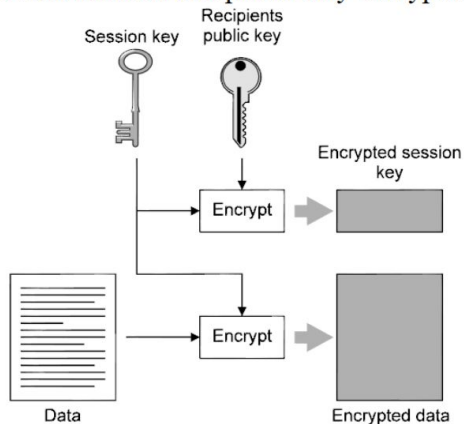 Recipients
public key
Session key
Encrypted session
key
Encrypt
Encrypt
Data
Encrypted data